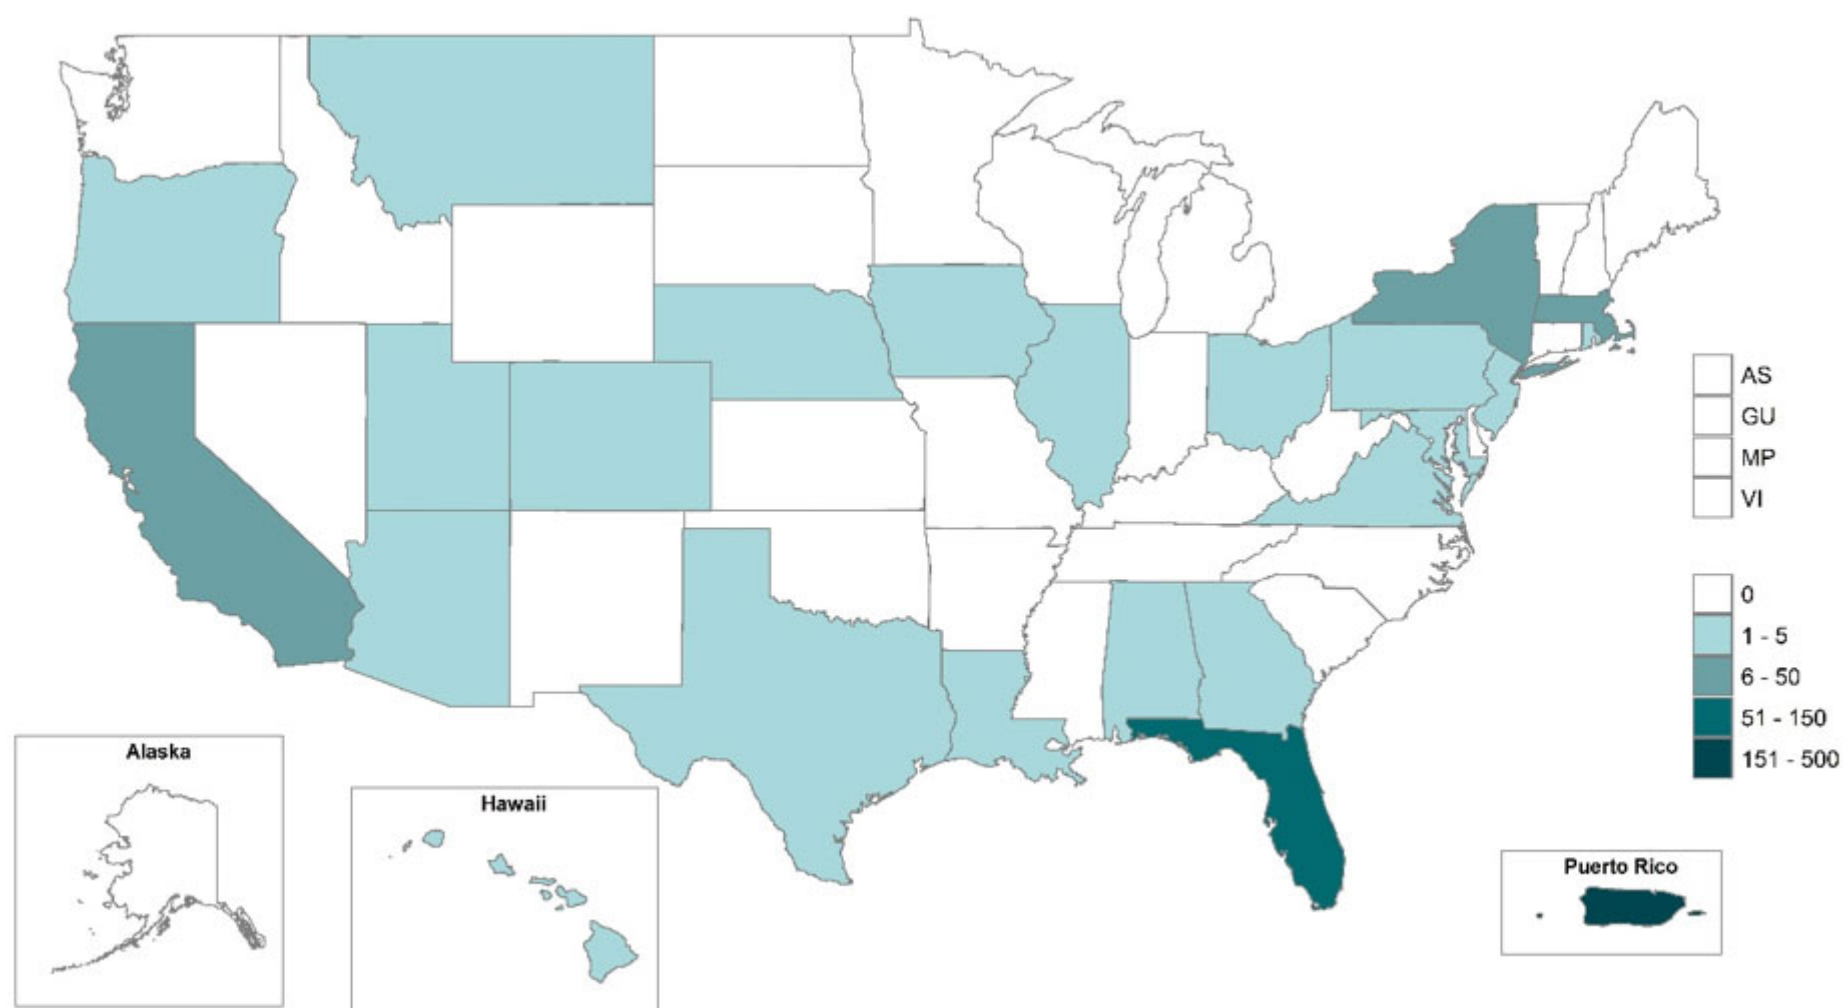 AS
GU
MP
VI
0
1 - 5
6 - 50
51 - 150
151 - 500
Alaska
Hawaii
Puerto Rico